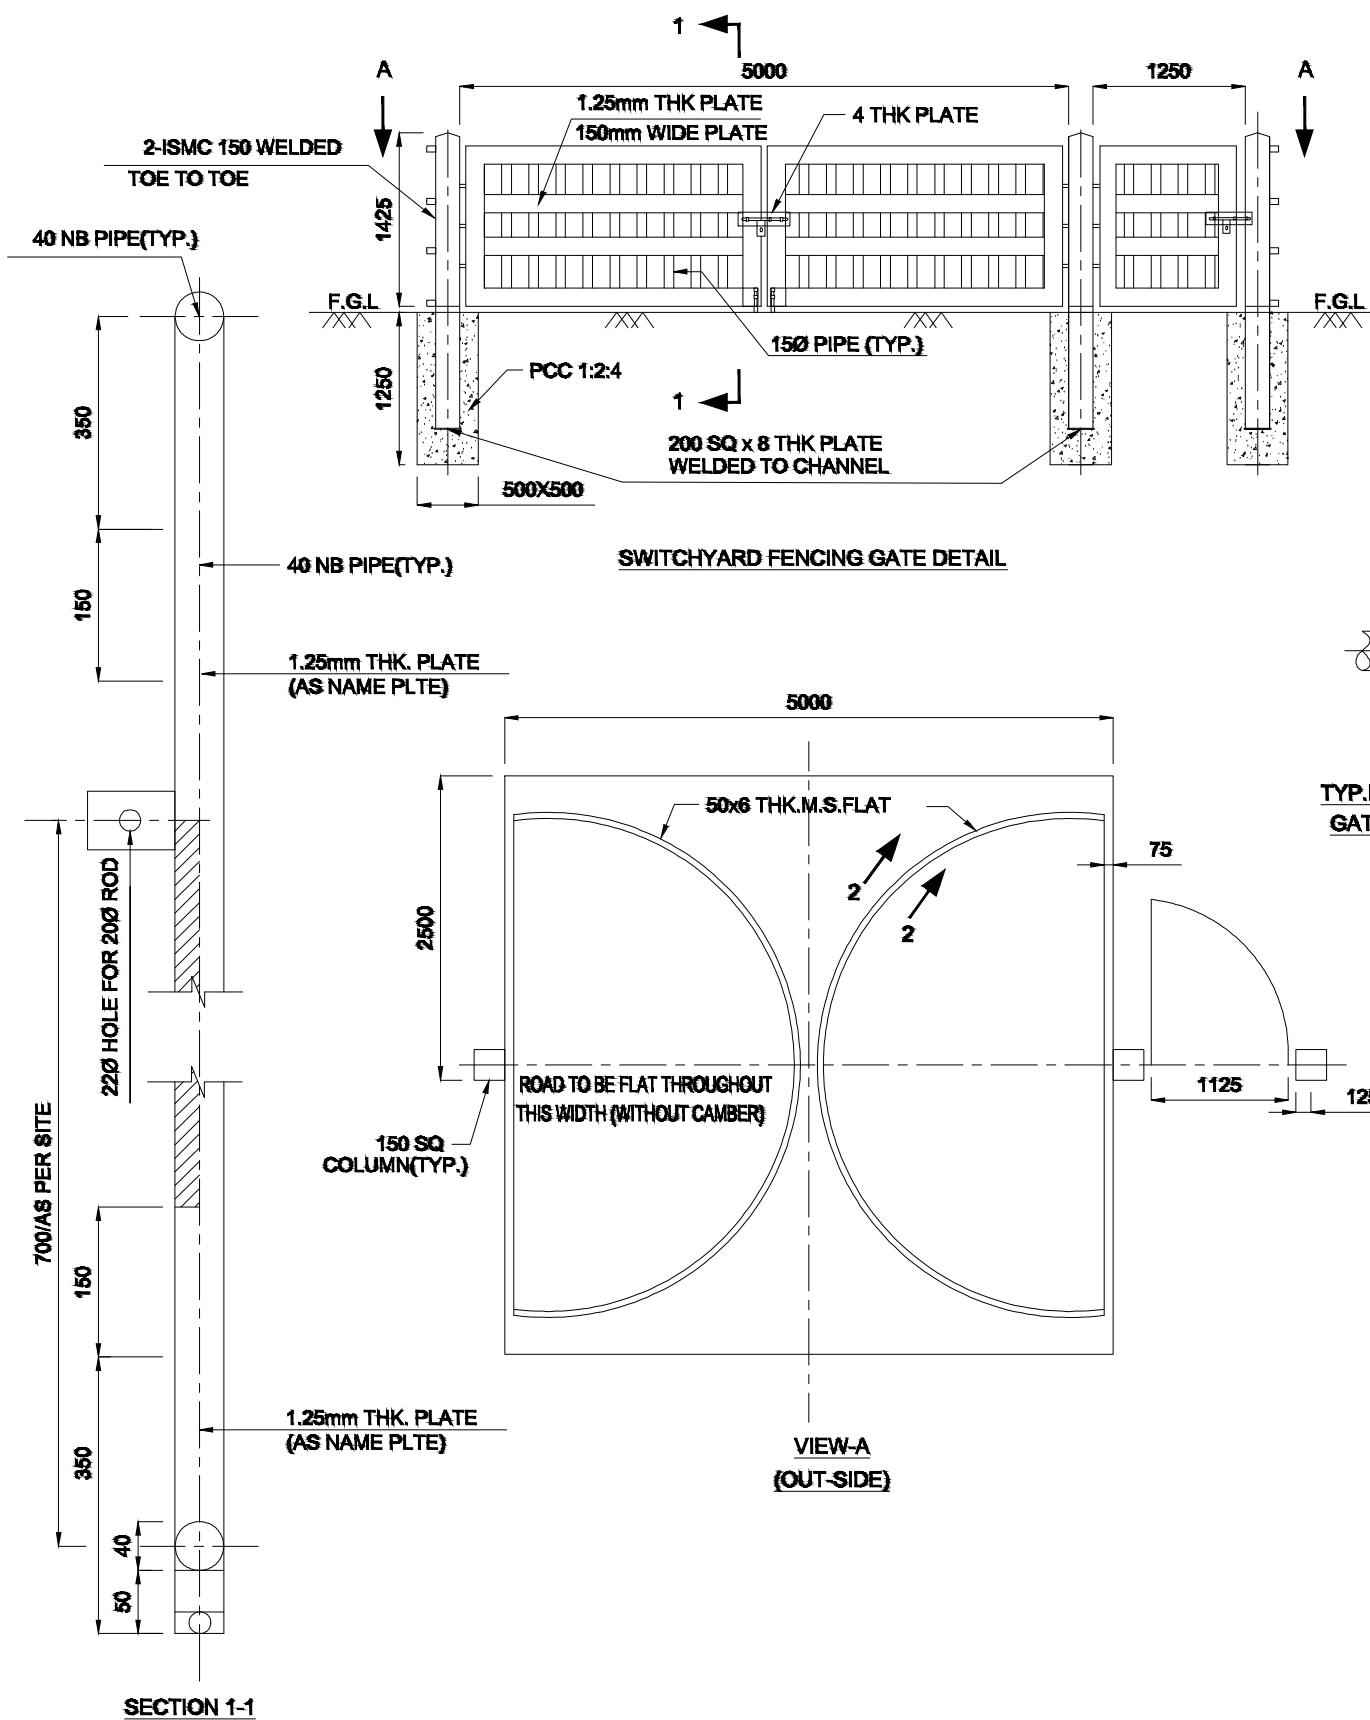 1
A
5000
1250
A
1.25mm THK PLATE
150mm WIDE PLATE
4 THK PLATE
2-ISMC 150 WELDED
TOE TO TOE
1425
40 NB PIPE(TYP.)
F.G.L
F.G.L
15Ø PIPE (TYP.)
PCC 1:2:4
1250
1
200 SQ x 8 THK PLATE
WELDED TO CHANNEL
500X500
350
SWITCHYARD FENCING GATE DETAIL
40 NB PIPE(TYP.)
150
1.25mm THK. PLATE
(AS NAME PLTE)
5000
50x6 THK.M.S.FLAT
TYP.
GAT
75
2
2
2500
22Ø HOLE FOR 20Ø ROD
ROAD TO BE FLAT THROUGHOUT
THIS WIDTH (WITHOUT CAMBER)
1125
12
150 SQ
COLUMN(TYP.)
700/AS PER SITE
150
1.25mm THK. PLATE
(AS NAME PLTE)
350
VIEW-A
(OUT-SIDE)
40
50
SECTION 1-1